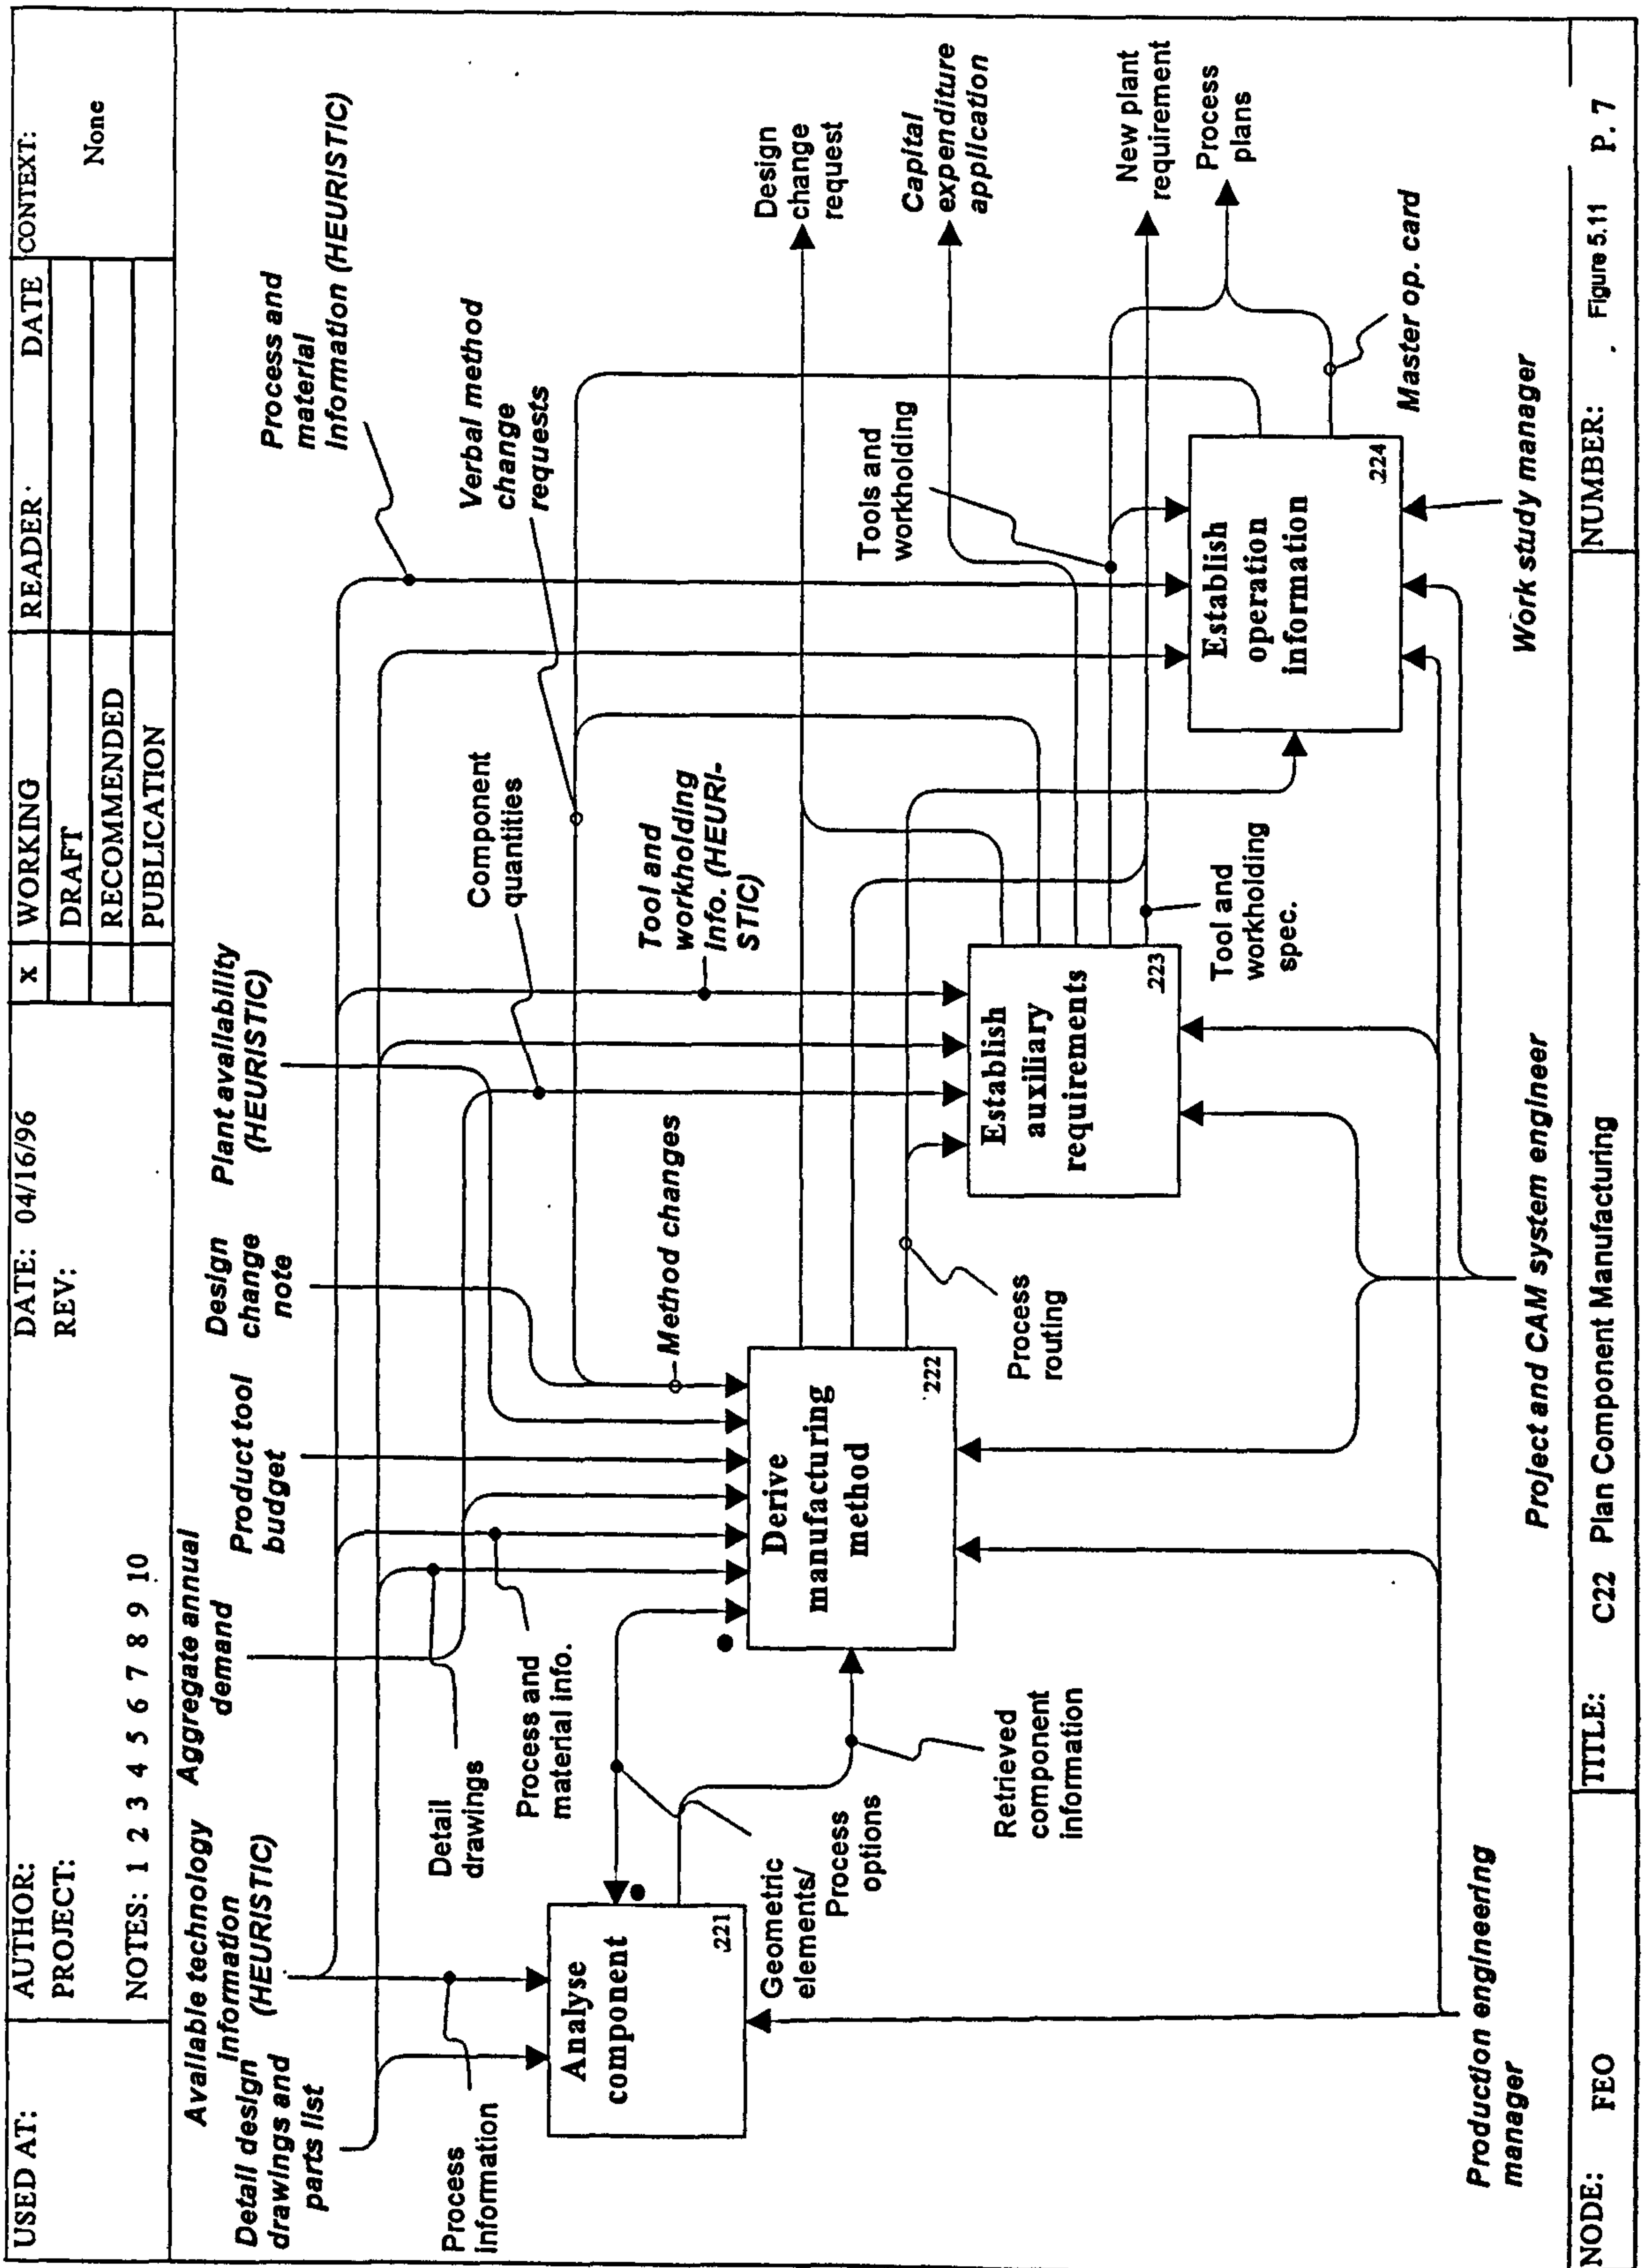 USED AT:
AUTHOR:
PROJECT:
NOTES: 1 2 3 4 5 6 7 8 9 10
DATE: 04/16/96
REV:
x
WORKING
DRAFT
RECOMMENDED
PUBLICATION
READER
DATE
CONTEXT:
None
Detail design
drawings and
parts list
Available technology
Information
(HEURISTIC)
Aggregate annual
demand
Product tool
budget
Design
change
note
Plant availability
(HEURISTIC)
Process and
material
Information (HEURISTIC)
Process
information
Detail
drawings
Process and
material info.
Method changes
Component
quantities
Verbal method
change
requests
Tool and
workholding
info. (HEURI-
STIC)
Design
change
request
Capital
expenditure
application
Tools and
workholding
New plant
requirement
Process
plans
Analyse
component
221
Geometric
elements/
Process
options
Derive
manufacturing
method
222
Retrieved
component
information
Process
routing
Establish
auxiliary
requirements
223
Tool and
workholding
spec.
Establish
operation
information
224
Master op. card
Production engineering
manager
Project and CAM system engineer
Work study manager
NODE:
FEO
TITLE:
C22 Plan Component Manufacturing
NUMBER:
Figure 5.11
P. 7